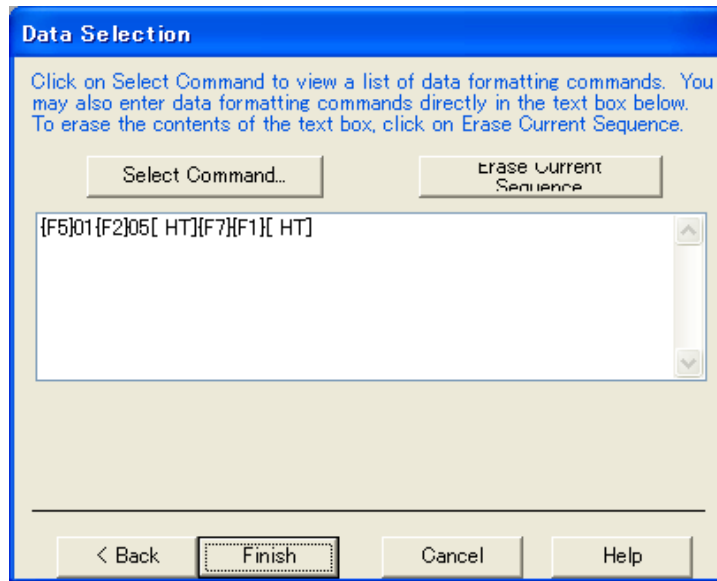 Data Selection
Click on Select Command to view a list of data formatting commands. You
may also enter data formatting commands directly in the text box below.
To erase the contents of the text box, click on Erase Current Sequence.
Select Command...
Erase Current
Sequence
{F5}01{F2}05[ HT]{F7}{F1}[ HT]
< Back
Finish
Cancel
Help